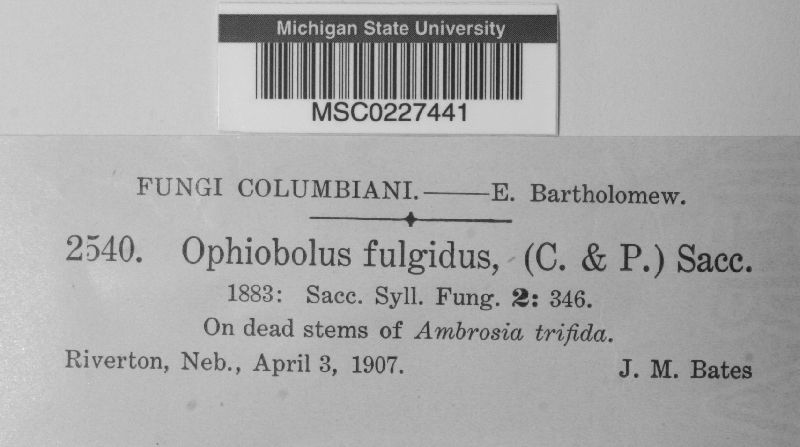 Michigan State University
MSC0227441
FUNGI COLUMBIANI.——E. Bartholomew.
2540. Ophiobolus fulgidus, (C. & P.) Sacc.
1883: Sacc. Syll. Fung. 2: 346.
On dead stems of Ambrosia trifida.
Riverton, Neb., April 3, 1907. J. M. Bates